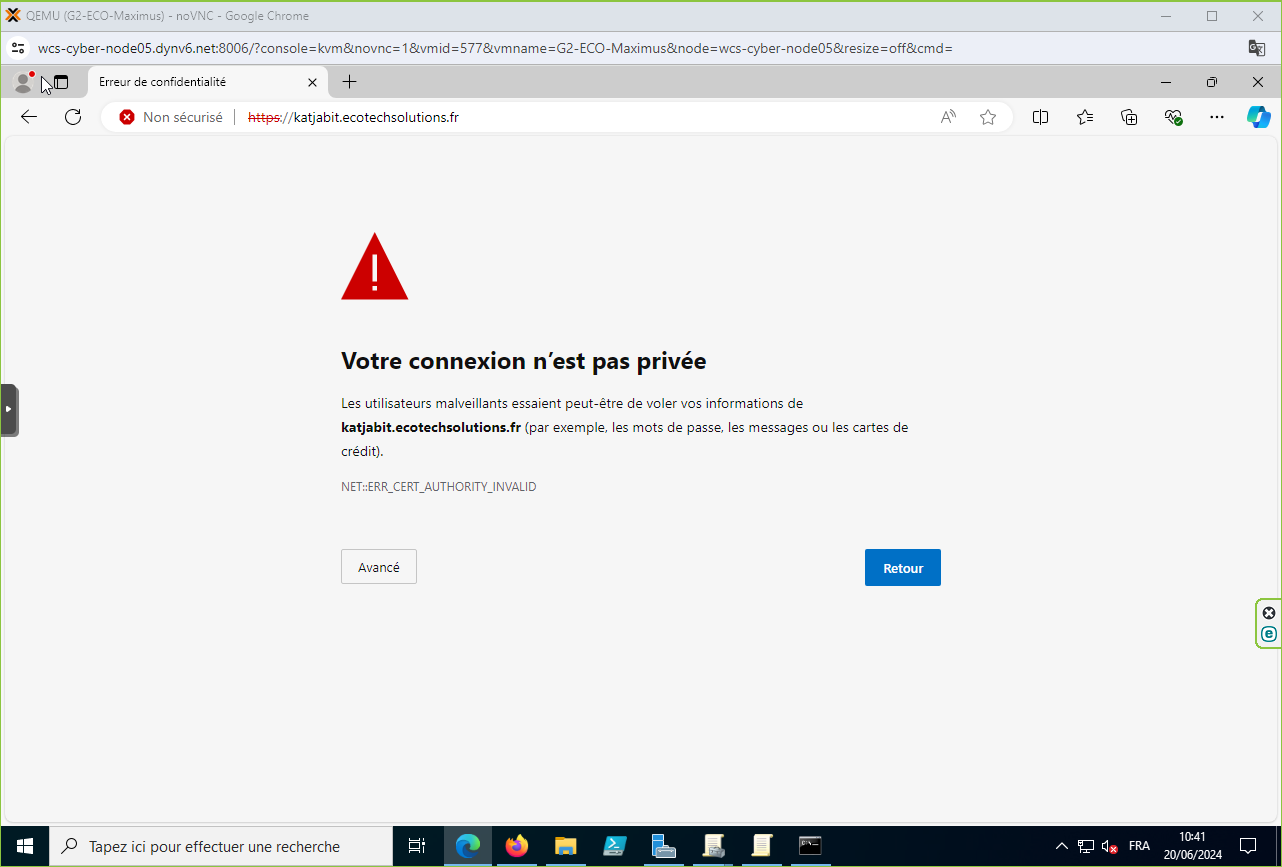 QEMU (G2-ECO-Maximus) - noVNC - Google Chrome
wcs-cyber-node05.dynv6.net:8006/?console=kvm&novnc=1&vmid=577&vmname=G2-ECO-Maximus&node=wcs-cyber-node05&resize=off&cmd=
Erreur de confidentialité
Non sécurisé https://katjabit.ecotechsolutions.fr
Votre connexion n’est pas privée
Les utilisateurs malveillants essaient peut-être de voler vos informations de
katjabit.ecotechsolutions.fr (par exemple, les mots de passe, les messages ou les cartes de
crédit).
NET::ERR_CERT_AUTHORITY_INVALID
Avancé
Retour
Tapez ici pour effectuer une recherche
FRA
10:41
20/06/2024